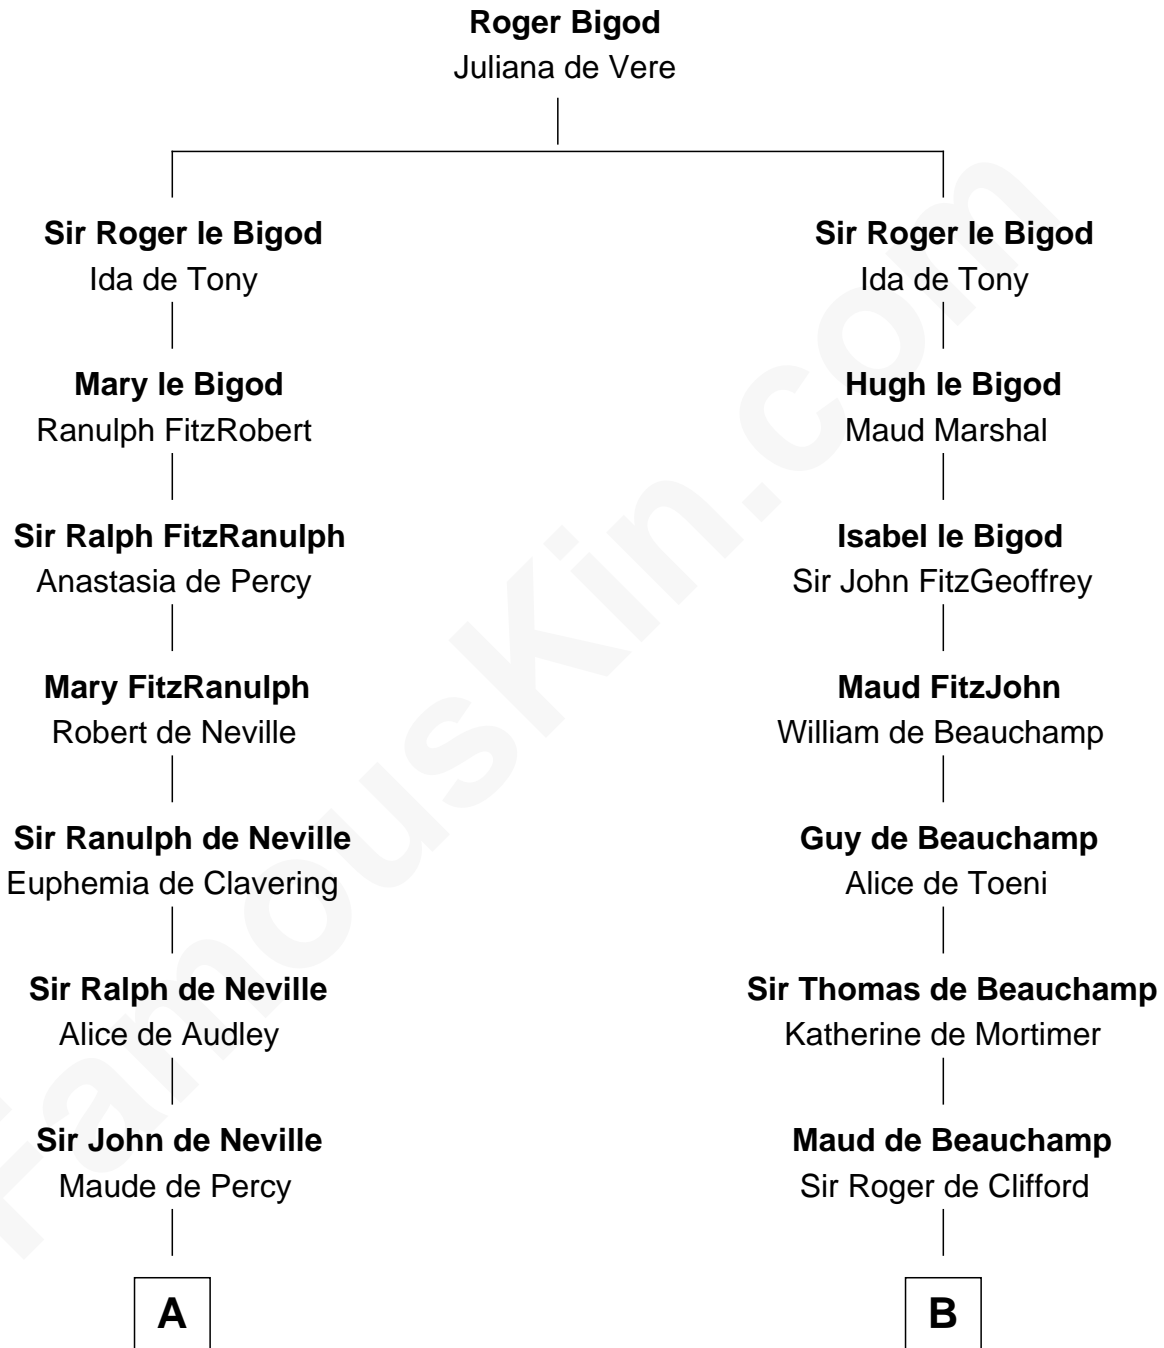 Roger Bigod
Juliana de Vere
Sir Roger le Bigod
Ida de Tony
Sir Roger le Bigod
Ida de Tony
Mary le Bigod
Ranulph FitzRobert
Hugh le Bigod
Maud Marshal
Sir Ralph FitzRanulph
Anastasia de Percy
Isabel le Bigod
Sir John FitzGeoffrey
Mary FitzRanulph
Robert de Neville
Maud FitzJohn
William de Beauchamp
Sir Ranulph de Neville
Euphemia de Clavering
Guy de Beauchamp
Alice de Toeni
Sir Ralph de Neville
Alice de Audley
Sir Thomas de Beauchamp
Katherine de Mortimer
Sir John de Neville
Maude de Percy
Maud de Beauchamp
Sir Roger de Clifford
A
B
FamousKin.com